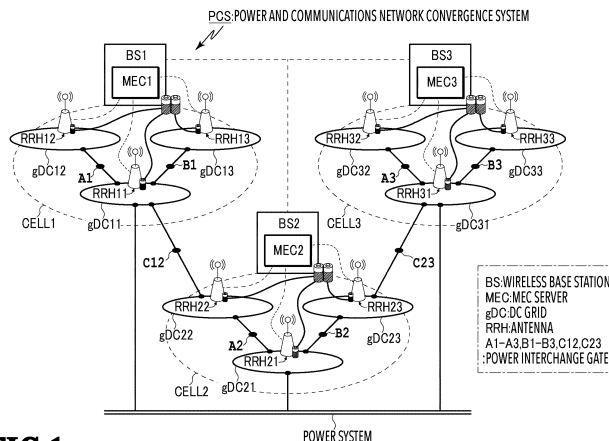 PCS:POWER AND COMMUNICATIONS NETWORK CONVERGENCE SYSTEM
BS1
MEC1
BS3
MEC3
RRH12
RRH13
RRH32
RRH33
gDC12
gDC13
gDC32
gDC33
A1
B1
A3
B3
RRH11
RRH31
CELL1
gDC11
BS2
CELL3
gDC31
MEC2
C12
C23
RRH22
RRH23
gDC22
gDC23
A2
B2
RRH21
CELL2
gDC21
BS:WIRELESS BASE STATION
MEC:MEC SERVER
gDC:DC GRID
RRH:ANTENNA
A1-A3,B1-B3,C12,C23
:POWER INTERCHANGE GATE
POWER SYSTEM